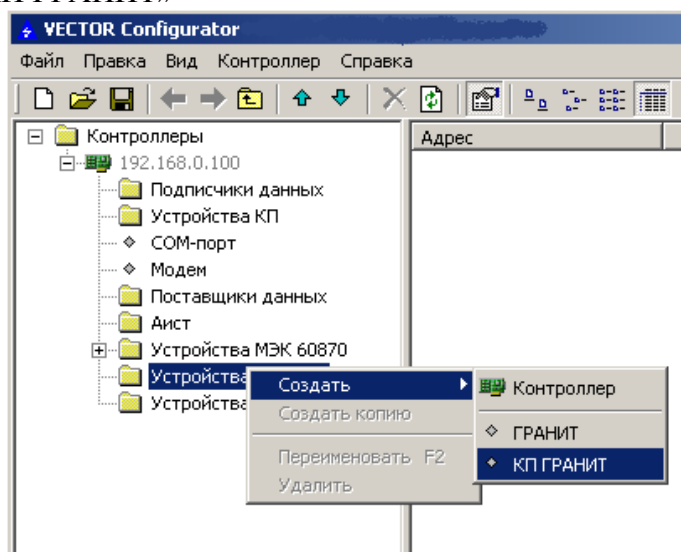 VECTOR Configurator
Файл Правка Вид Контроллер Справка
Контроллеры
Адрес
192.168.0.100
Подписчики данных
Устройства КП
COM-порт
Модем
Поставщики данных
Аист
Устройства МЭК 60870
Устройства
Создать
Контроллер
Устройства
Создать копию
ГРАНИТ
Переименовать F2
КП ГРАНИТ
Удалить